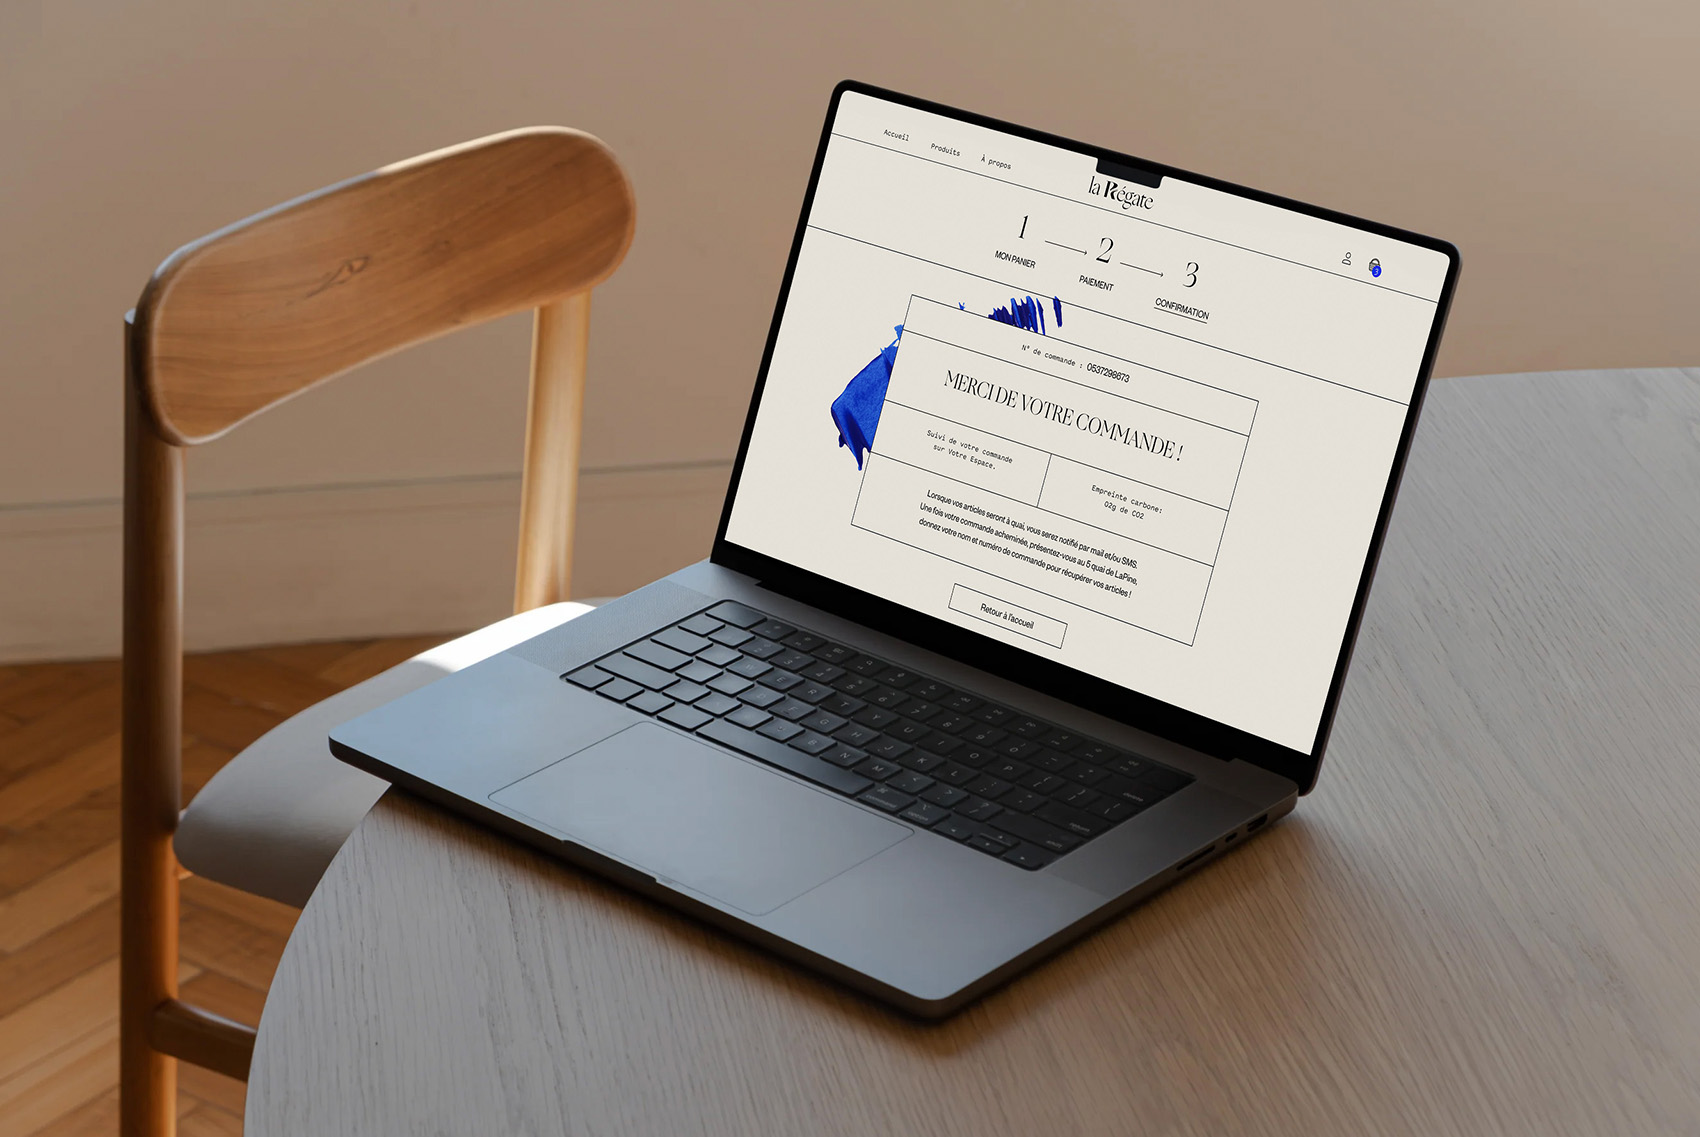 Accueil
Produits
À propos
la Régate
3
1
2
3
MON PANIER
PAIEMENT
CONFIRMATION
N° de commande : 0537298673
MERCI DE VOTRE COMMANDE !
Suivi de votre commande
sur Votre Espace.
Empreinte carbone:
02g de CO2
Lorsque vos articles seront à quai, vous serez notifié par mail et/ou SMS.
Une fois votre commande acheminée, présentez-vous au 5 quai de LaPine,
donnez votre nom et numéro de commande pour récupérer vos articles !
Retour à l'accueil